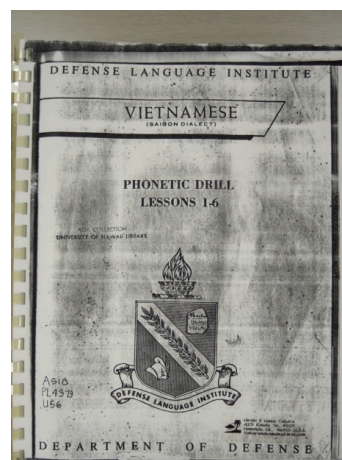 DEFENSE LANGUAGE INSTITUTE
VIETNAMESE
(SAIGON DIALECT)
PHONETIC DRILL
LESSONS 1-6
ASIA COLLECTION
UNIVERSITY OF HAWAII LIBRARY
Asia
PL4379
U56
DEFENSE LANGUAGE INSTITUTE
DEPARTMENT OF DEFENSE